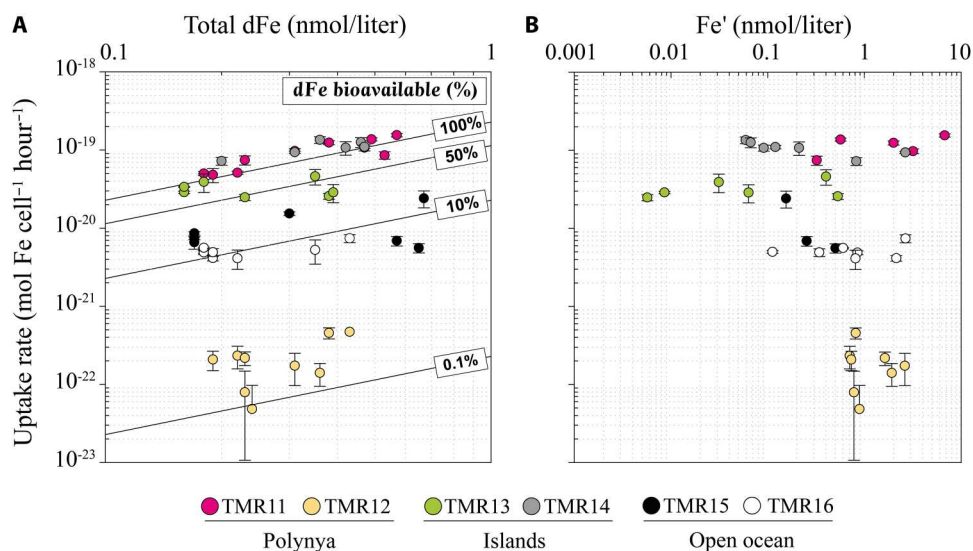 A
Total dFe (nmol/liter)
0.1
1
B
Fe' (nmol/liter)
0.001
0.01
0.1
1
10
Uptake rate (mol Fe cell⁻¹ hour⁻¹)
10⁻¹⁸
10⁻¹⁹
10⁻²⁰
10⁻²¹
10⁻²²
10⁻²³
dFe bioavailable (%)
100%
50%
10%
0.1%
TMR11 TMR12 TMR13 TMR14 TMR15 TMR16
Polynya Islands Open ocean